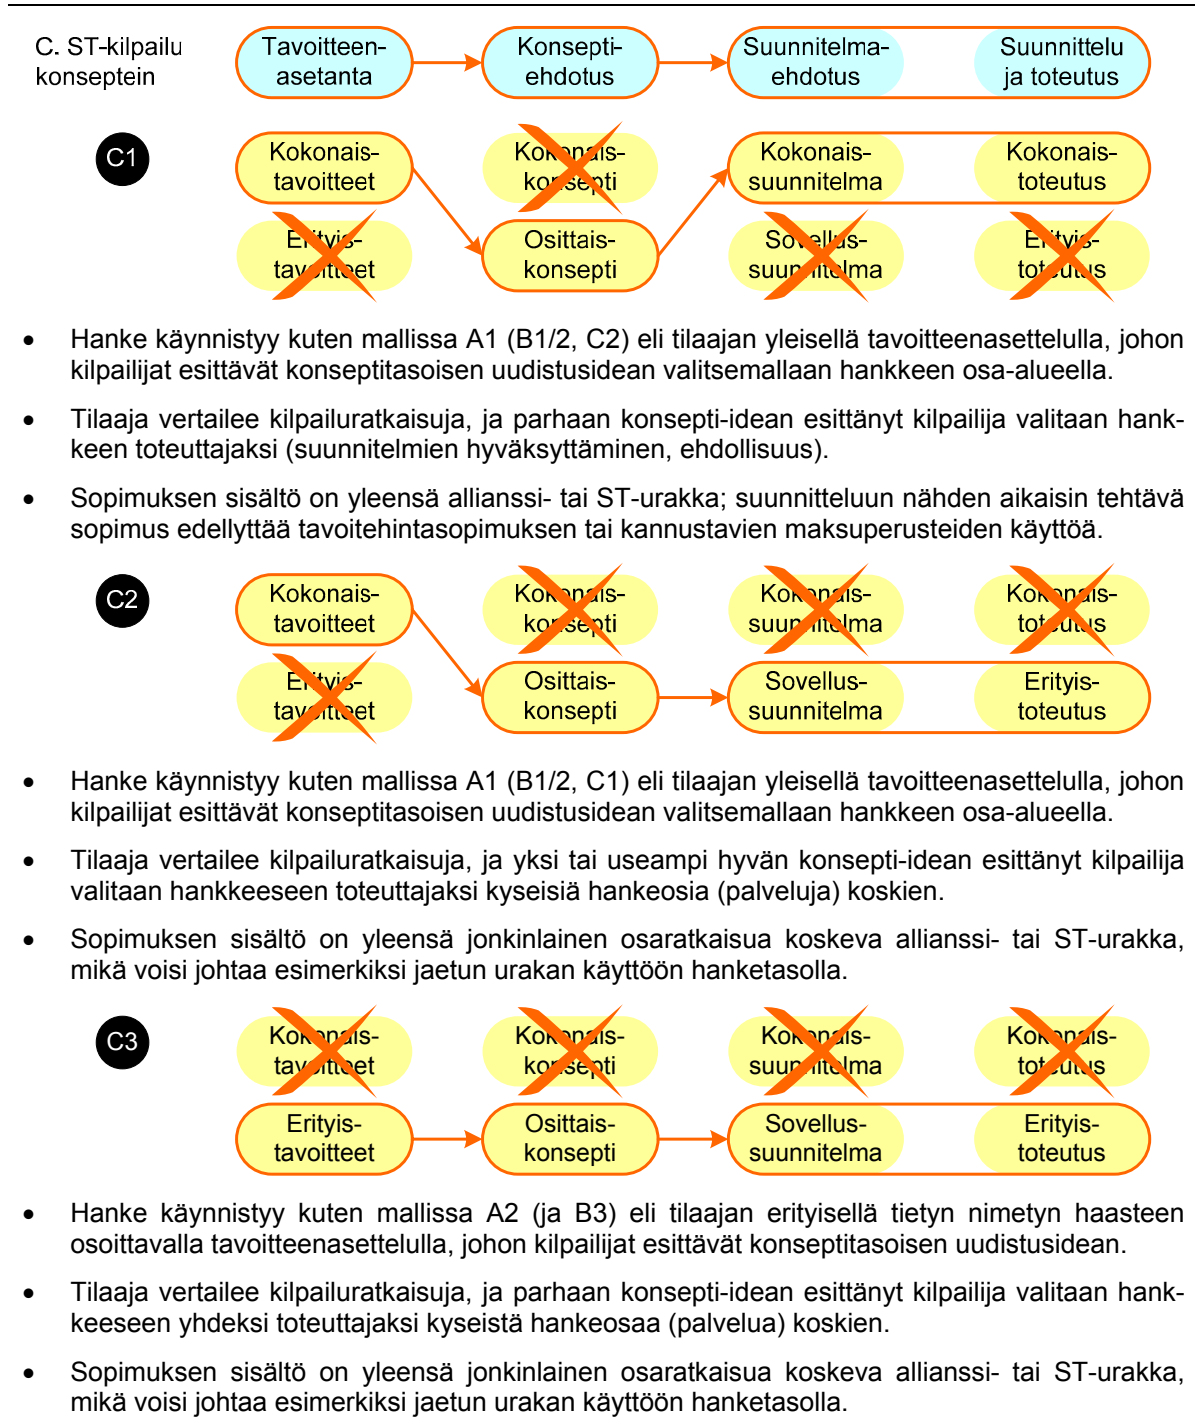 C. ST-kilpailu
konseptein
Tavoitteen-
asetanta
Konsepti-
ehdotus
Suunnitelma-
ehdotus
Suunnittelu
ja toteutus
C1
Kokonais-
tavoitteet
Kokonais-
konsepti
Kokonais-
suunnitelma
Kokonais-
toteutus
Erityis-
tavoitteet
Osittais-
konsepti
Sovellus-
suunnitelma
Erityis-
toteutus
• Hanke käynnistyy kuten mallissa A1 (B1/2, C2) eli tilaajan yleisellä tavoitteenasettelulla, johon
kilpailijat esittävät konseptitasoisen uudistusidean valitsemallaan hankkeen osa-alueella.
• Tilaaja vertailee kilpailuratkaisuja, ja parhaan konsepti-idean esittänyt kilpailija valitaan hank-
keen toteuttajaksi (suunnitelmien hyväksyttäminen, ehdollisuus).
• Sopimuksen sisältö on yleensä allianssi- tai ST-urakka; suunnitteluun nähden aikaisin tehtävä
sopimus edellyttää tavoitehintasopimuksen tai kannustavien maksuperusteiden käyttöä.
C2
Kokonais-
tavoitteet
Kokonais-
konsepti
Kokonais-
suunnitelma
Kokonais-
toteutus
Erityis-
tavoitteet
Osittais-
konsepti
Sovellus-
suunnitelma
Erityis-
toteutus
• Hanke käynnistyy kuten mallissa A1 (B1/2, C1) eli tilaajan yleisellä tavoitteenasettelulla, johon
kilpailijat esittävät konseptitasoisen uudistusidean valitsemallaan hankkeen osa-alueella.
• Tilaaja vertailee kilpailuratkaisuja, ja yksi tai useampi hyvän konsepti-idean esittänyt kilpailija
valitaan hankkeeseen toteuttajaksi kyseisiä hankeosia (palveluja) koskien.
• Sopimuksen sisältö on yleensä jonkinlainen osaratkaisua koskeva allianssi- tai ST-urakka,
mikä voisi johtaa esimerkiksi jaetun urakan käyttöön hanketasolla.
C3
Kokonais-
tavoitteet
Kokonais-
konsepti
Kokonais-
suunnitelma
Kokonais-
toteutus
Erityis-
tavoitteet
Osittais-
konsepti
Sovellus-
suunnitelma
Erityis-
toteutus
• Hanke käynnistyy kuten mallissa A2 (ja B3) eli tilaajan erityisellä tietyn nimetyn haasteen
osoittavalla tavoitteenasettelulla, johon kilpailijat esittävät konseptitasoisen uudistusidean.
• Tilaaja vertailee kilpailuratkaisuja, ja parhaan konsepti-idean esittänyt kilpailija valitaan hank-
keeseen yhdeksi toteuttajaksi kyseistä hankeosaa (palvelua) koskien.
• Sopimuksen sisältö on yleensä jonkinlainen osaratkaisua koskeva allianssi- tai ST-urakka,
mikä voisi johtaa esimerkiksi jaetun urakan käyttöön hanketasolla.